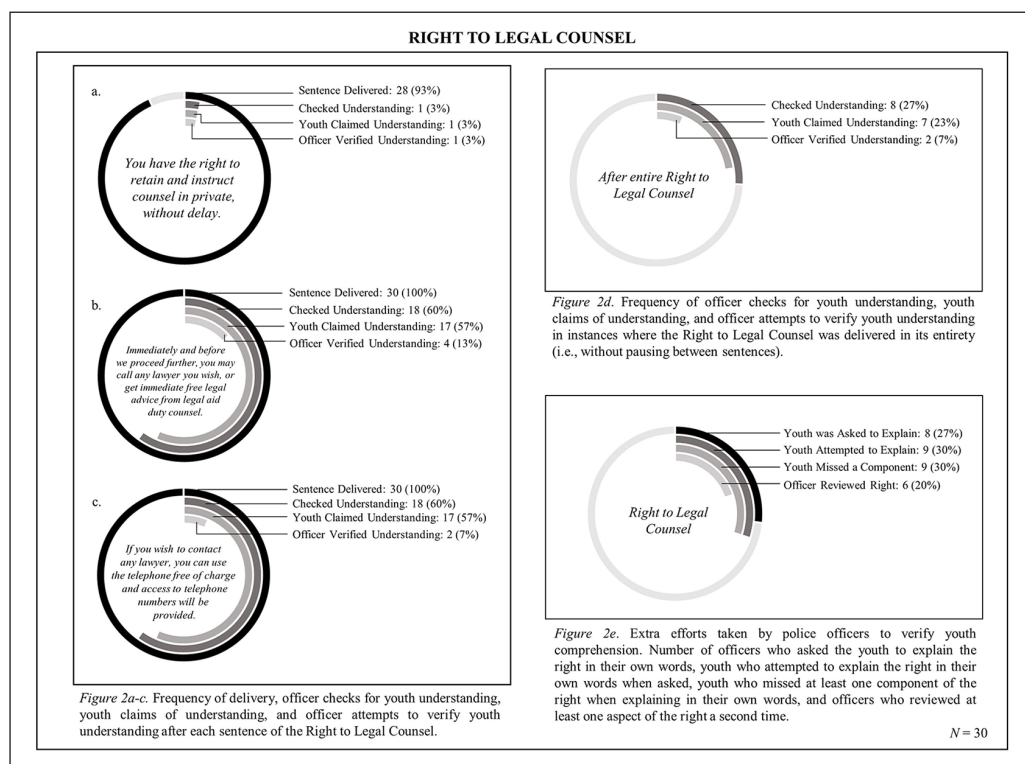 RIGHT TO LEGAL COUNSEL
a.
Sentence Delivered: 28 (93%)
Checked Understanding: 1 (3%)
Youth Claimed Understanding: 1 (3%)
Officer Verified Understanding: 1 (3%)
You have the right to
retain and instruct
counsel in private,
without delay.
b.
Sentence Delivered: 30 (100%)
Checked Understanding: 18 (60%)
Youth Claimed Understanding: 17 (57%)
Officer Verified Understanding: 4 (13%)
Immediately and before
we proceed further, you may
call any lawyer you wish, or
get immediate free legal
advice from legal aid
duty counsel.
c.
Sentence Delivered: 30 (100%)
Checked Understanding: 18 (60%)
Youth Claimed Understanding: 17 (57%)
Officer Verified Understanding: 2 (7%)
If you wish to contact
any lawyer, you can use
the telephone free of charge
and access to telephone
numbers will be
provided.
Figure 2a-c. Frequency of delivery, officer checks for youth understanding,
youth claims of understanding, and officer attempts to verify youth
understanding after each sentence of the Right to Legal Counsel.
Checked Understanding: 8 (27%)
Youth Claimed Understanding: 7 (23%)
Officer Verified Understanding: 2 (7%)
After entire Right to
Legal Counsel
Figure 2d. Frequency of officer checks for youth understanding, youth
claims of understanding, and officer attempts to verify youth understanding
in instances where the Right to Legal Counsel was delivered in its entirety
(i.e., without pausing between sentences).
Youth was Asked to Explain: 8 (27%)
Youth Attempted to Explain: 9 (30%)
Youth Missed a Component: 9 (30%)
Officer Reviewed Right: 6 (20%)
Right to Legal
Counsel
Figure 2e. Extra efforts taken by police officers to verify youth
comprehension. Number of officers who asked the youth to explain the
right in their own words, youth who attempted to explain the right in their
own words when asked, youth who missed at least one component of the
right when explaining in their own words, and officers who reviewed at
least one aspect of the right a second time.
N = 30